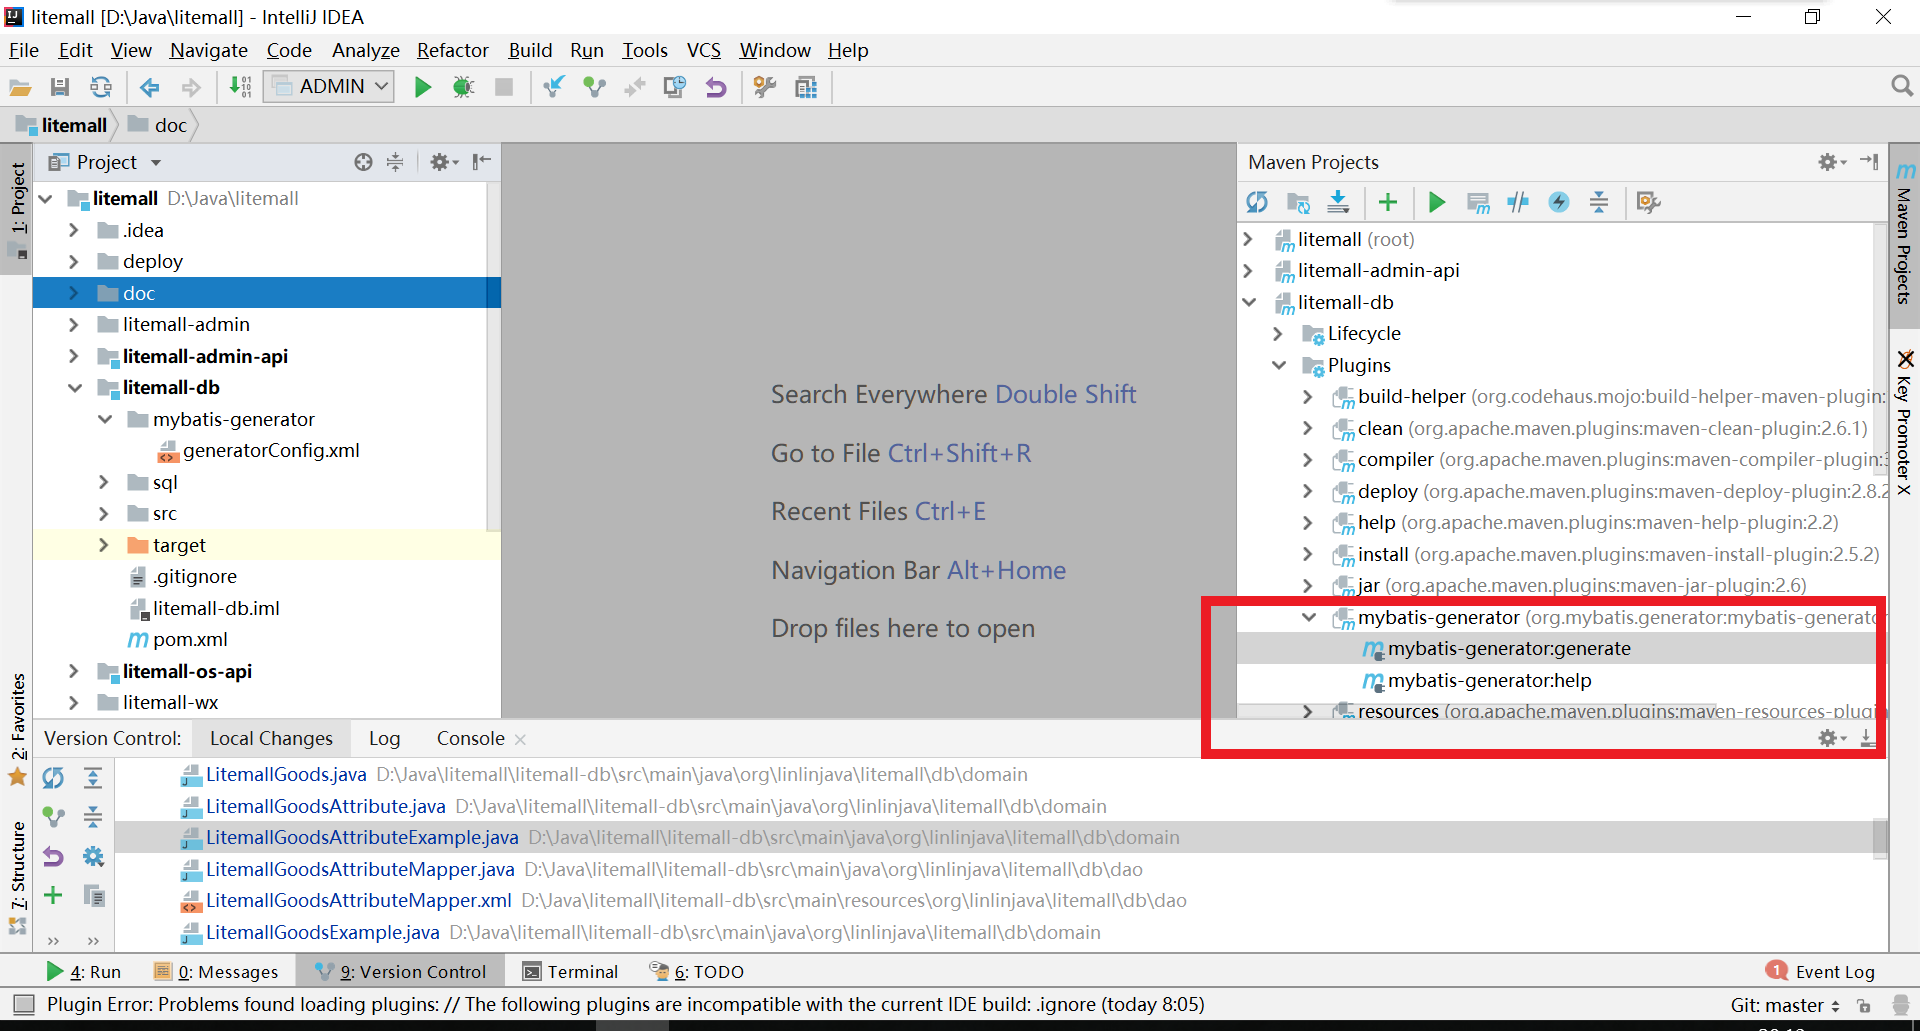 litemall [D:\Java\litemall] - IntelliJ IDEA
File Edit View Navigate Code Analyze Refactor Build Run Tools VCS Window Help
ADMIN
litemall doc
1: Project
Project
litemall D:\Java\litemall
.idea
deploy
doc
litemall-admin
litemall-admin-api
litemall-db
mybatis-generator
generatorConfig.xml
sql
src
target
.gitignore
litemall-db.iml
pom.xml
litemall-os-api
litemall-wx
Search Everywhere Double Shift
Go to File Ctrl+Shift+R
Recent Files Ctrl+E
Navigation Bar Alt+Home
Drop files here to open
Maven Projects
litemall (root)
litemall-admin-api
litemall-db
Lifecycle
Plugins
build-helper (org.codehaus.mojo:build-helper-maven-plugin:
clean (org.apache.maven.plugins:maven-clean-plugin:2.6.1)
compiler (org.apache.maven.plugins:maven-compiler-plugin:3
deploy (org.apache.maven.plugins:maven-deploy-plugin:2.8.2
help (org.apache.maven.plugins:maven-help-plugin:2.2)
install (org.apache.maven.plugins:maven-install-plugin:2.5.2)
jar (org.apache.maven.plugins:maven-jar-plugin:2.6)
mybatis-generator (org.mybatis.generator:mybatis-generator
mybatis-generator:generate
mybatis-generator:help
resources (org.apache.maven.plugins:maven-resources-plugin
Maven Projects
Key Promoter X
2: Favorites
7: Structure
Version Control: Local Changes Log Console
LitemallGoods.java D:\Java\litemall\litemall-db\src\main\java\org\linlinjava\litemall\db\domain
LitemallGoodsAttribute.java D:\Java\litemall\litemall-db\src\main\java\org\linlinjava\litemall\db\domain
LitemallGoodsAttributeExample.java D:\Java\litemall\litemall-db\src\main\java\org\linlinjava\litemall\db\domain
LitemallGoodsAttributeMapper.java D:\Java\litemall\litemall-db\src\main\java\org\linlinjava\litemall\db\dao
LitemallGoodsAttributeMapper.xml D:\Java\litemall\litemall-db\src\main\resources\org\linlinjava\litemall\db\dao
LitemallGoodsExample.java D:\Java\litemall\litemall-db\src\main\java\org\linlinjava\litemall\db\domain
4: Run 0: Messages 9: Version Control Terminal 6: TODO 1 Event Log
Plugin Error: Problems found loading plugins: // The following plugins are incompatible with the current IDE build: .ignore (today 8:05) Git: master